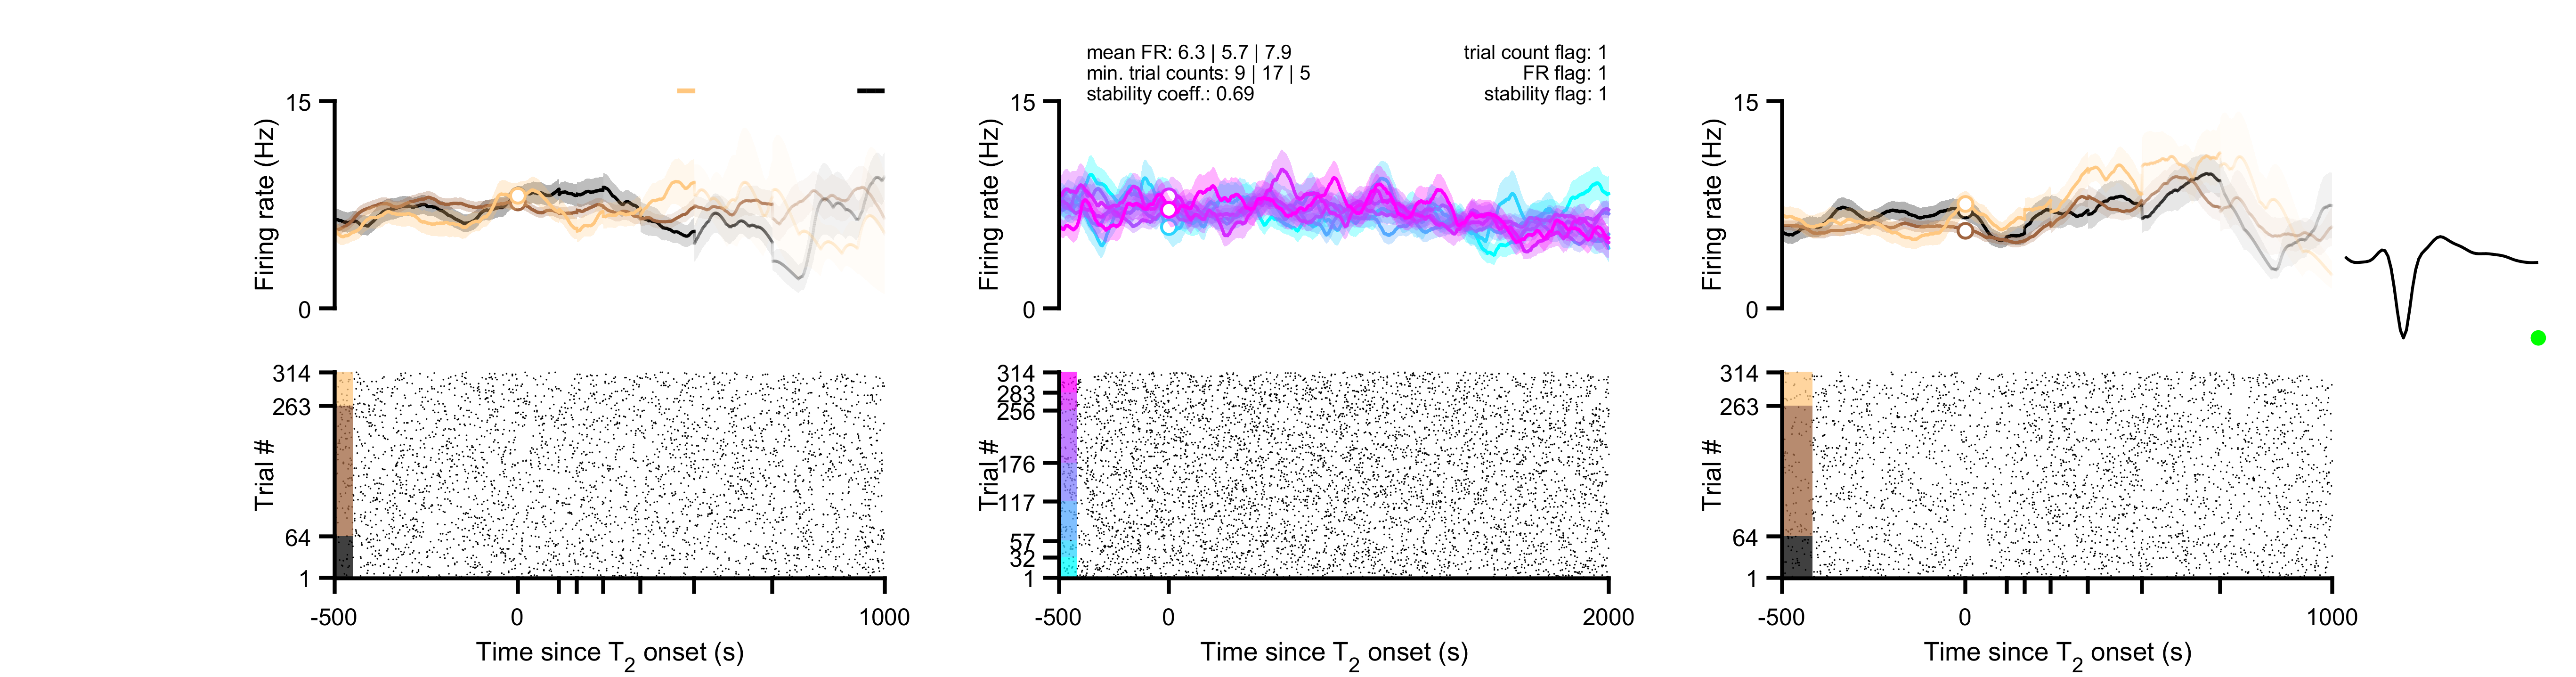 mean FR: 6.3 | 5.7 | 7.9
min. trial counts: 9 | 17 | 5
stability coeff.: 0.69
trial count flag: 1
FR flag: 1
stability flag: 1
15
Firing rate (Hz)
0
314
263
Trial #
64
1
-500
0
1000
Time since T2 onset (s)
15
Firing rate (Hz)
0
314
283
256
Trial #
176
117
57
32
1
-500
0
2000
Time since T2 onset (s)
15
Firing rate (Hz)
0
314
263
Trial #
64
1
-500
0
1000
Time since T2 onset (s)